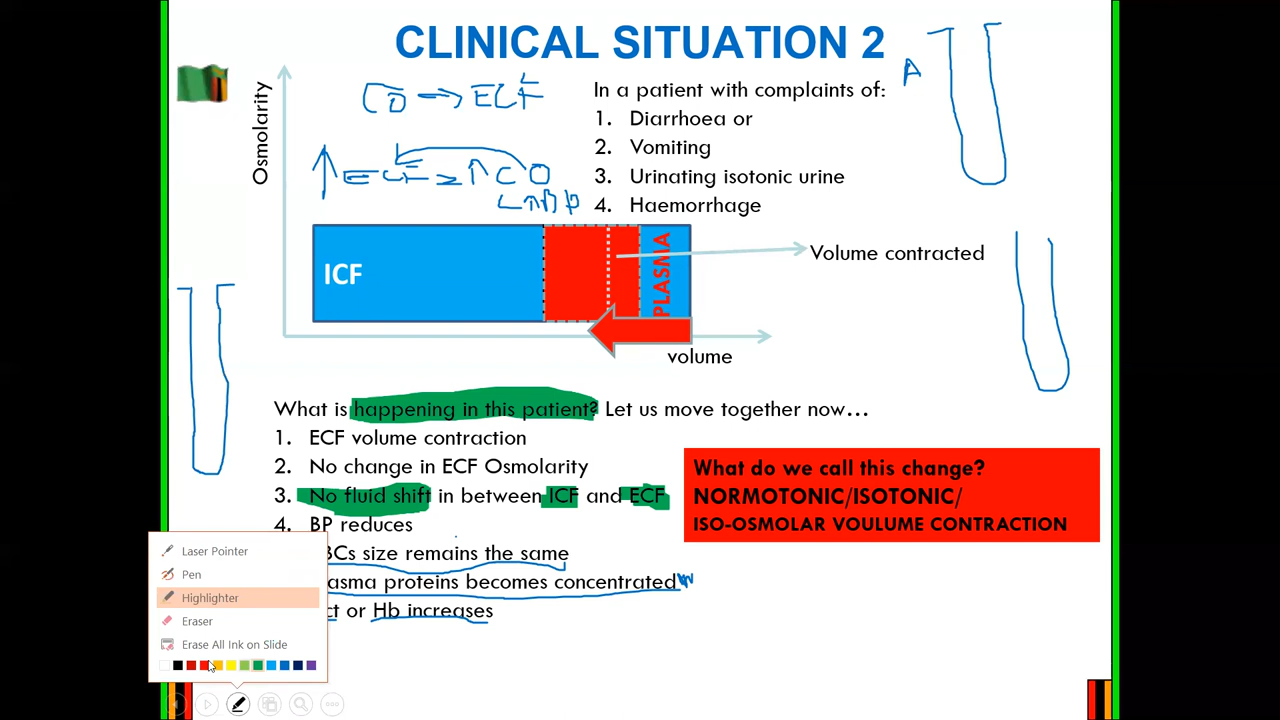 CLINICAL SITUATION 2
Osmolarity
CO → ECF
↑ECF = ↑CO
In a patient with complaints of:
1. Diarrhoea or
2. Vomiting
3. Urinating isotonic urine
4. Haemorrhage
A
ICF
PLASMA
Volume contracted
volume
What is happening in this patient? Let us move together now…
1. ECF volume contraction
2. No change in ECF Osmolarity
3. No fluid shift in between ICF and ECF
4. BP reduces
BCs size remains the same
asma proteins becomes concentrated
ct or Hb increases
What do we call this change?
NORMOTONIC/ISOTONIC/
ISO-OSMOLAR VOULUME CONTRACTION
Laser Pointer
Pen
Highlighter
Eraser
Erase All Ink on Slide